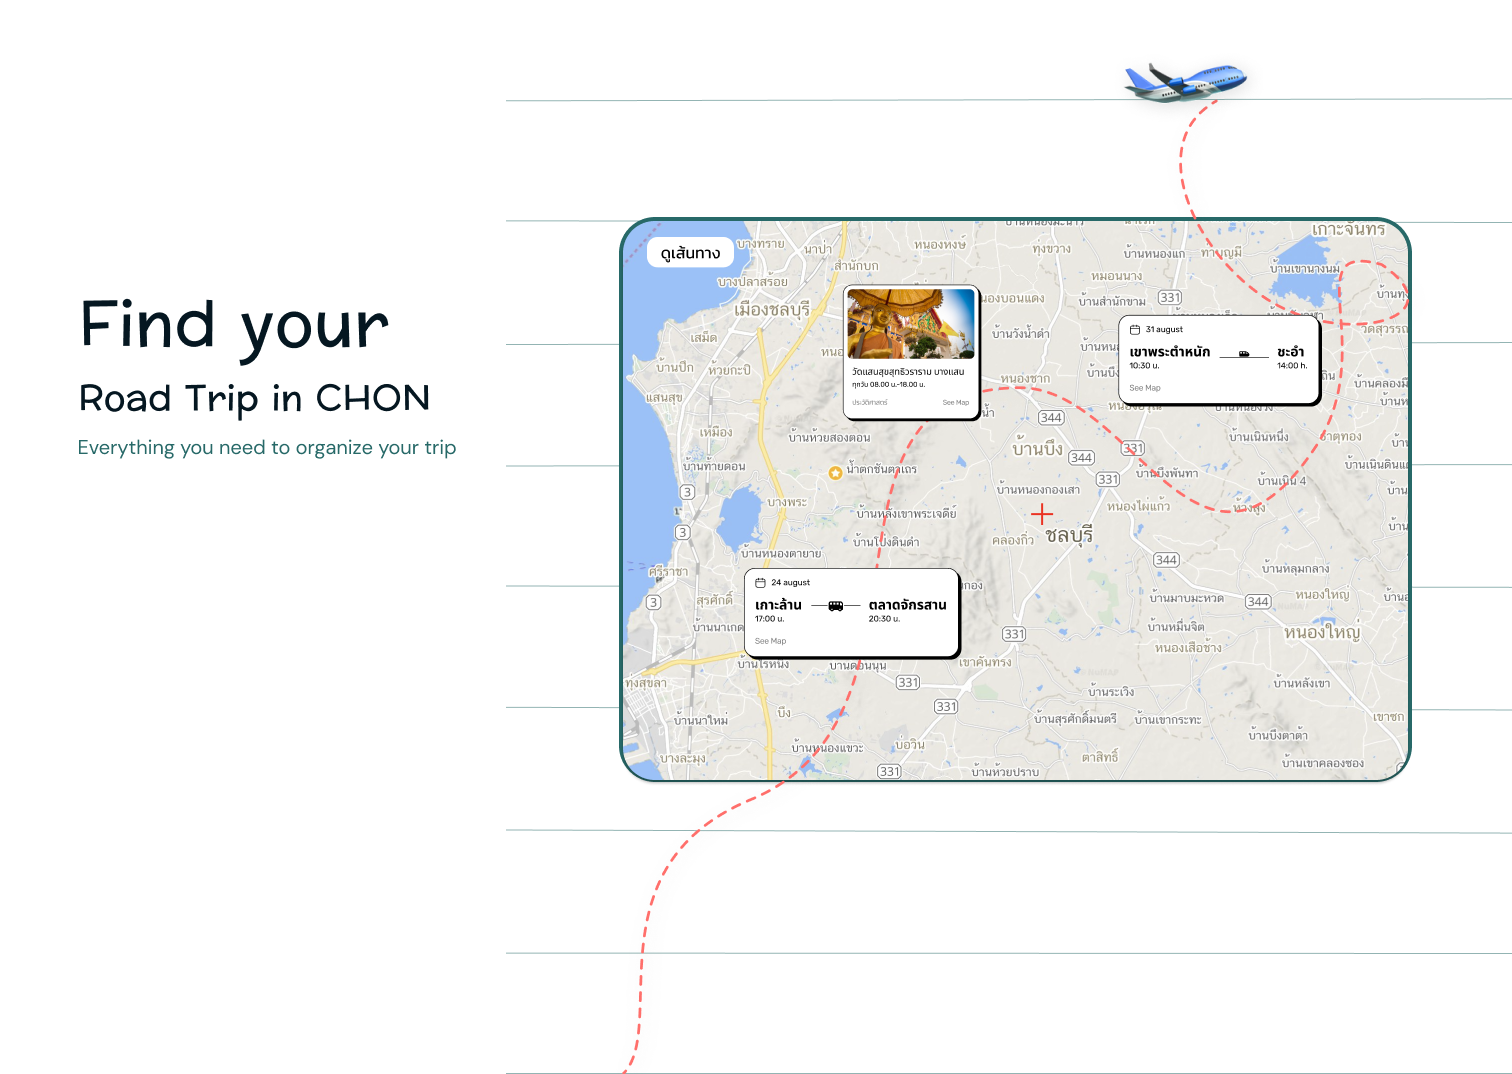 Find your
Road Trip in CHON
Everything you need to organize your trip
ดูเส้นทาง
วัดแสนสุขสุทธิวราราม บางแสน
ทุกวัน 08.00 น.-18.00 น.
ประวัติศาสตร์ See Map
31 august
เขาพระตำหนัก ชะอำ
10:30 น. 14:00 ห.
See Map
24 august
เกาะล้าน ตลาดจักรสาน
17:00 น. 20:30 น.
See Map
บางทราย
นาป่า
หนองหงษ์
ทุ่งขวาง
บ้านหนองแก
ทาบุญมี
เกาะจันทร์
สำนักบก
บ้านเขานางนม
บางปลาสร้อย
หมอนนาง
เมืองชลบุรี
บ้านสำนักขาม
331
เสม็ด
บ้านวังน้ำดำ
บ้านปึก
ห้วยกะปิ
หนองชาก
แสนสุข
344
เหมือง
บ้านห้วยสองตอน
บ้านบึง
344
331
บ้านเนินหนึ่ง
ธาตุทอง
บ้านท้ายดอน
น้ำตกชันตาเถร
บ้านบึงพันทา
331
บ้านเนิน 4
3
บ้านหนองกองเสา
บางพระ
หนองไผ่แก้ว
ห้างสูง
บ้านหลังเขาพระเจดีย์
3
บ้านโป่งดินดำ
คลองกิ่ว
ชลบุรี
บ้านหนองตายาย
344
ศรีราชา
บ้านหลุมกลาง
3
สุรศักดิ์
บ้านมาบมะหวด
344
หนองใหญ่
บ้านนาเกด
331
บ้านหมื่นจิต
หนองใหญ่
หนองเสือช้าง
บ้านไร่หนึ่ง
บ้านตอนนุน
เขาคันทรง
ทุ่งสุขลา
331
บ้านระเวิง
บ้านหลังเขา
331
บ้านนาใหม่
บึง
บ้านสุรศักดิ์มนตรี
บ้านเขากระทะ
เขาซก
บ้านบึงตาต้า
บ้านหนองแขวะ
บ่อวิน
ตาสิทธิ์
บางละมุง
331
บ้านห้วยปราบ
บ้านเขาคลองซอง